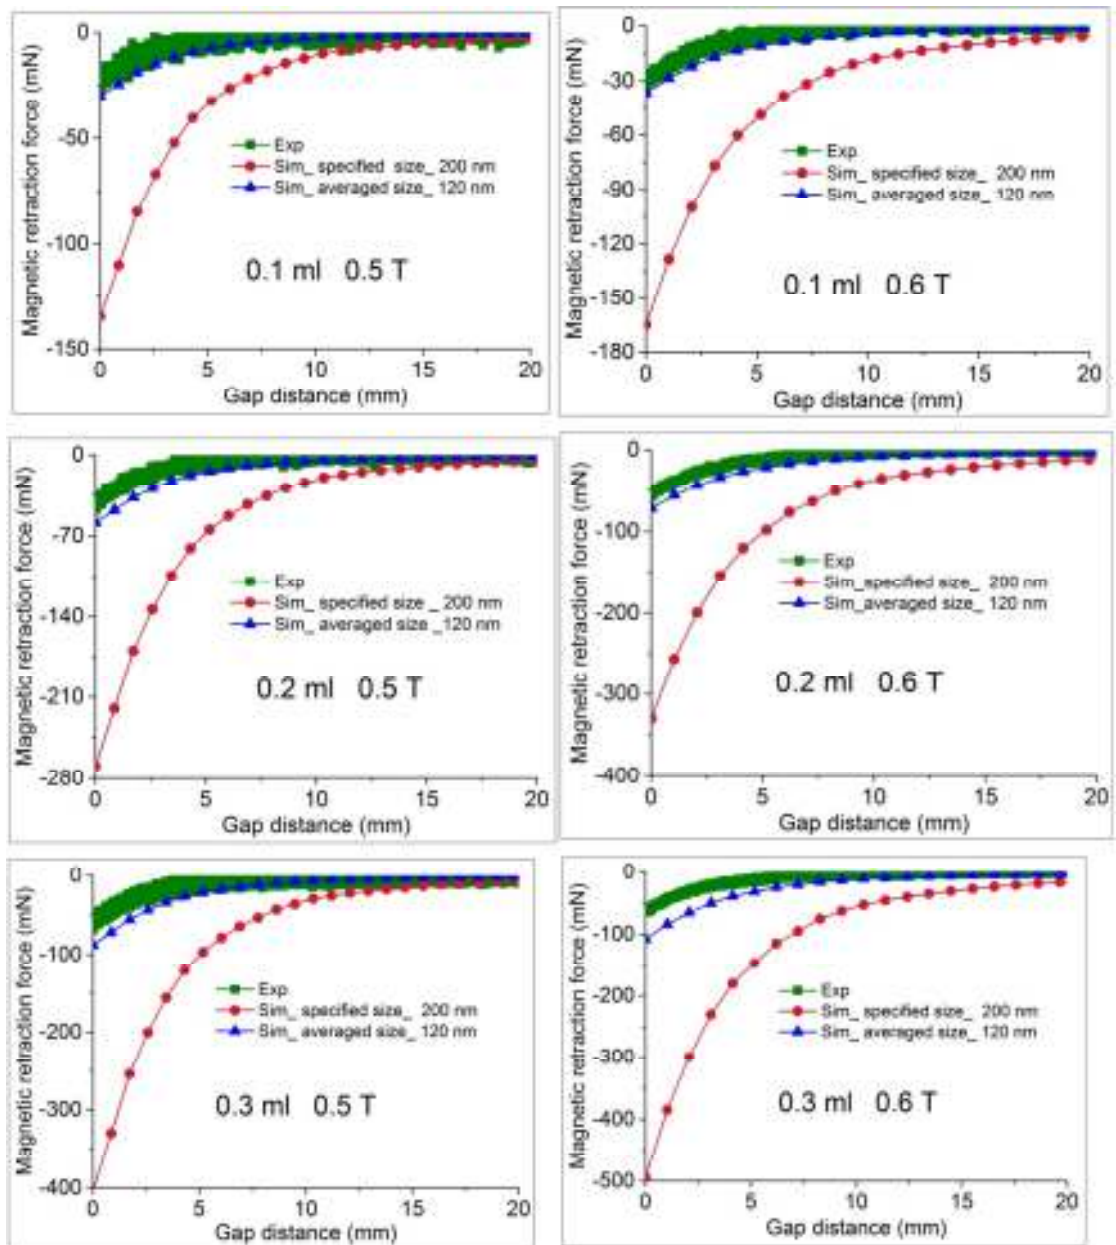 Magnetic retraction force (mN)
0
-50
-100
-150
Exp
Sim_ specified size_ 200 nm
Sim_ averaged size_ 120 nm
0.1 ml 0.5 T
0 5 10 15 20
Gap distance (mm)
Magnetic retraction force (mN)
0
-30
-60
-90
-120
-150
-180
Exp
Sim_ specified size_ 200 nm
Sim_ averaged size_ 120 nm
0.1 ml 0.6 T
0 5 10 15 20
Gap distance (mm)
Magnetic retraction force (mN)
0
-70
-140
-210
-280
Exp
Sim_ specified size _ 200 nm
Sim_ averaged size _ 120 nm
0.2 ml 0.5 T
0 5 10 15 20
Gap distance (mm)
Magnetic retraction force (mN)
0
-100
-200
-300
-400
Exp
Sim_specified size_ 200 nm
Sim_averaged size_ 120 nm
0.2 ml 0.6 T
0 5 10 15 20
Gap distance (mm)
Magnetic retraction force (mN)
0
-100
-200
-300
-400
Exp
Sim_ specified size_ 200 nm
Sim_ averaged size_ 120 nm
0.3 ml 0.5 T
0 5 10 15 20
Gap distance (mm)
Magnetic retraction force (mN)
0
-100
-200
-300
-400
-500
Exp
Sim_ specified size_ 200 nm
Sim_ averaged size_ 120 nm
0.3 ml 0.6 T
0 5 10 15 20
Gap distance (mm)